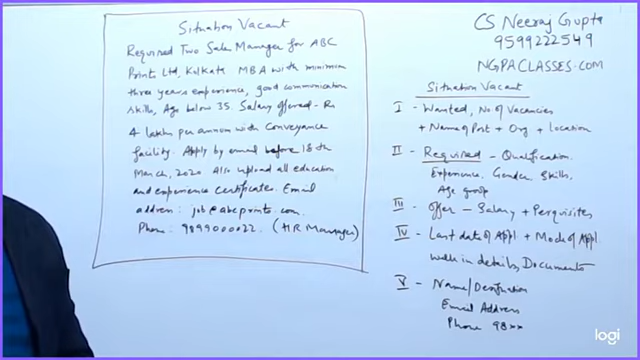 Situation Vacant
Required Two Sales Manager for ABC
Print Ltd, Kolkata MBA with minimum
three years experience, good communication
skills, Age below 35. Salary offered - Rs
4 lakhs per annum with Conveyance
facility. Apply by email before 18th
March, 2020 Also upload all education
and experience certificates. Email
address: job@abcprints.com.
Phone: 9899000022. (HR Manager)
CS Neeraj Gupta
9599222549
NGPACLASSES.COM
Situation Vacant
I - Wanted, No of Vacancies
+ Name of Post + Org + Location
II - Required - Qualification
Experience, Gender Skills,
Age group
III - Offer - Salary + Perquisites
IV - Last date of Appl + Mode of Appl
walk in details, Documents
V - Name/Designation
Email Address
Phone 98xx
logi